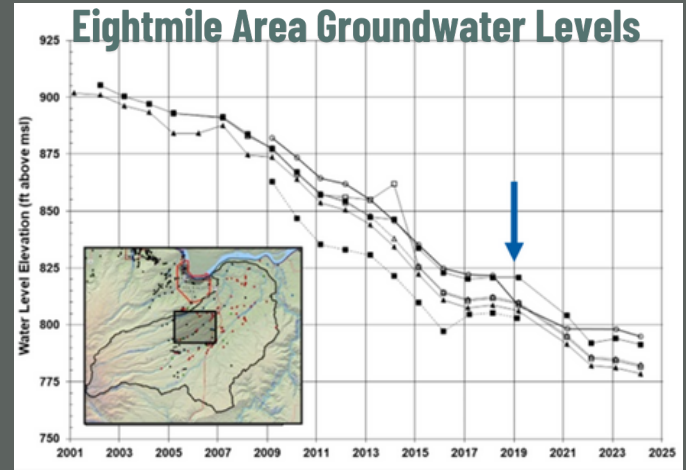 Eightmile Area Groundwater Levels
925
900
875
850
825
800
775
750
Water Level Elevation (ft above msl)
2001 2003 2005 2007 2009 2011 2013 2015 2017 2019 2021 2023 2025